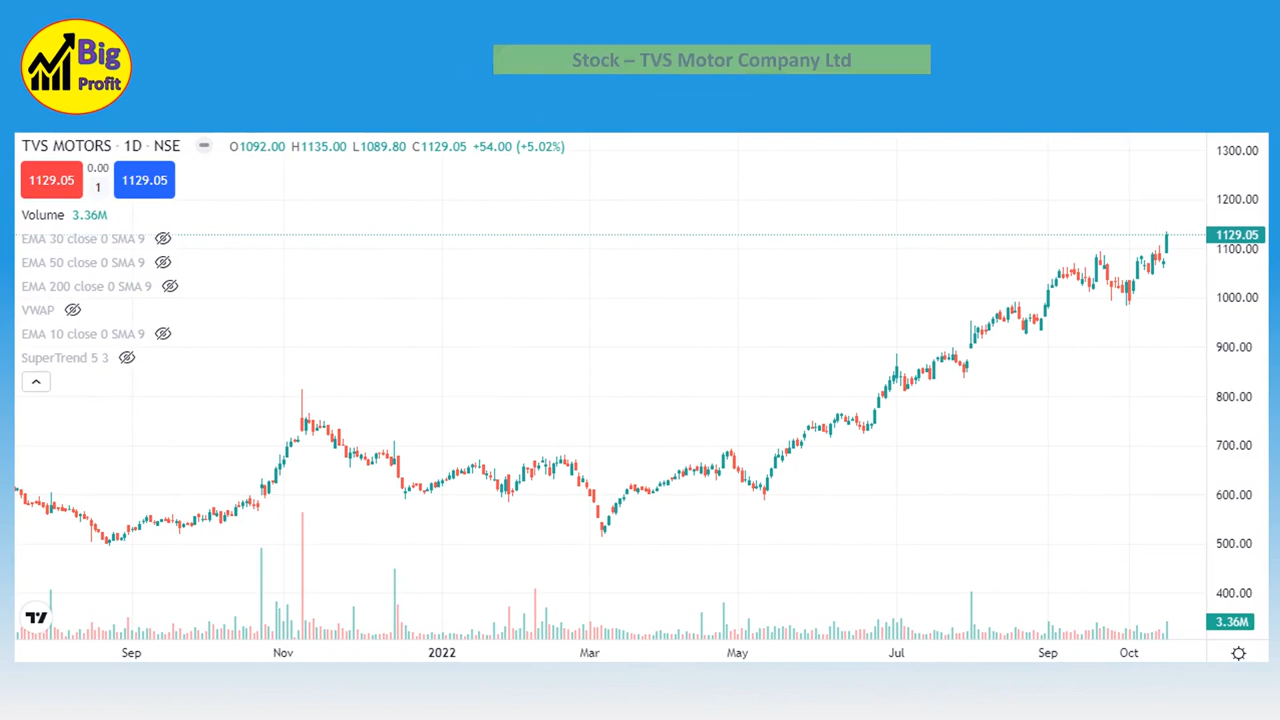 Big
Profit
Stock – TVS Motor Company Ltd
TVS MOTORS · 1D · NSE O1092.00 H1135.00 L1089.80 C1129.05 +54.00 (+5.02%)
1129.05 0.00 1 1129.05
Volume 3.36M
EMA 30 close 0 SMA 9
EMA 50 close 0 SMA 9
EMA 200 close 0 SMA 9
VWAP
EMA 10 close 0 SMA 9
SuperTrend 5 3
1300.00
1200.00
1129.05
1100.00
1000.00
900.00
800.00
700.00
600.00
500.00
400.00
3.36M
Sep Nov 2022 Mar May Jul Sep Oct